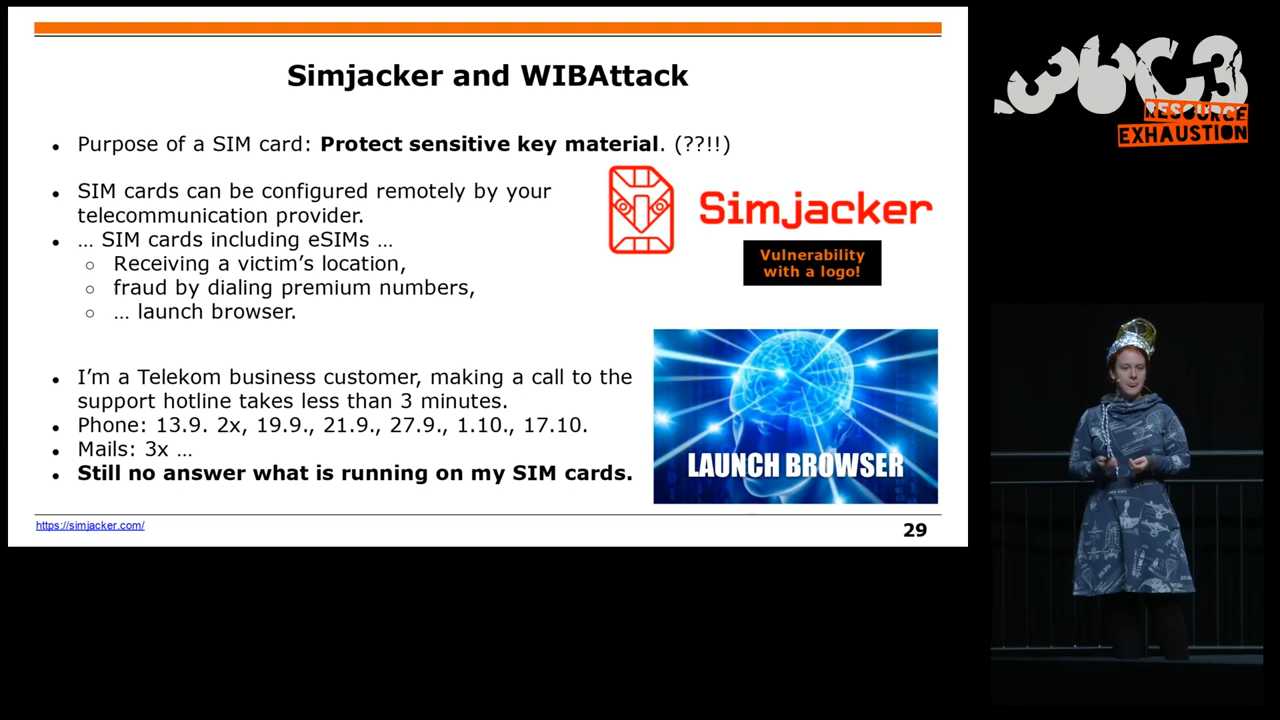 Simjacker and WIBAttack
• Purpose of a SIM card: Protect sensitive key material. (??!!)
• SIM cards can be configured remotely by your
telecommunication provider.
• … SIM cards including eSIMs …
○ Receiving a victim’s location,
○ fraud by dialing premium numbers,
○ … launch browser.
Simjacker
Vulnerability
with a logo!
• I’m a Telekom business customer, making a call to the
support hotline takes less than 3 minutes.
• Phone: 13.9. 2x, 19.9., 21.9., 27.9., 1.10., 17.10.
• Mails: 3x …
• Still no answer what is running on my SIM cards.
LAUNCH BROWSER
https://simjacker.com/
29
36C3
RESOURCE
EXHAUSTION